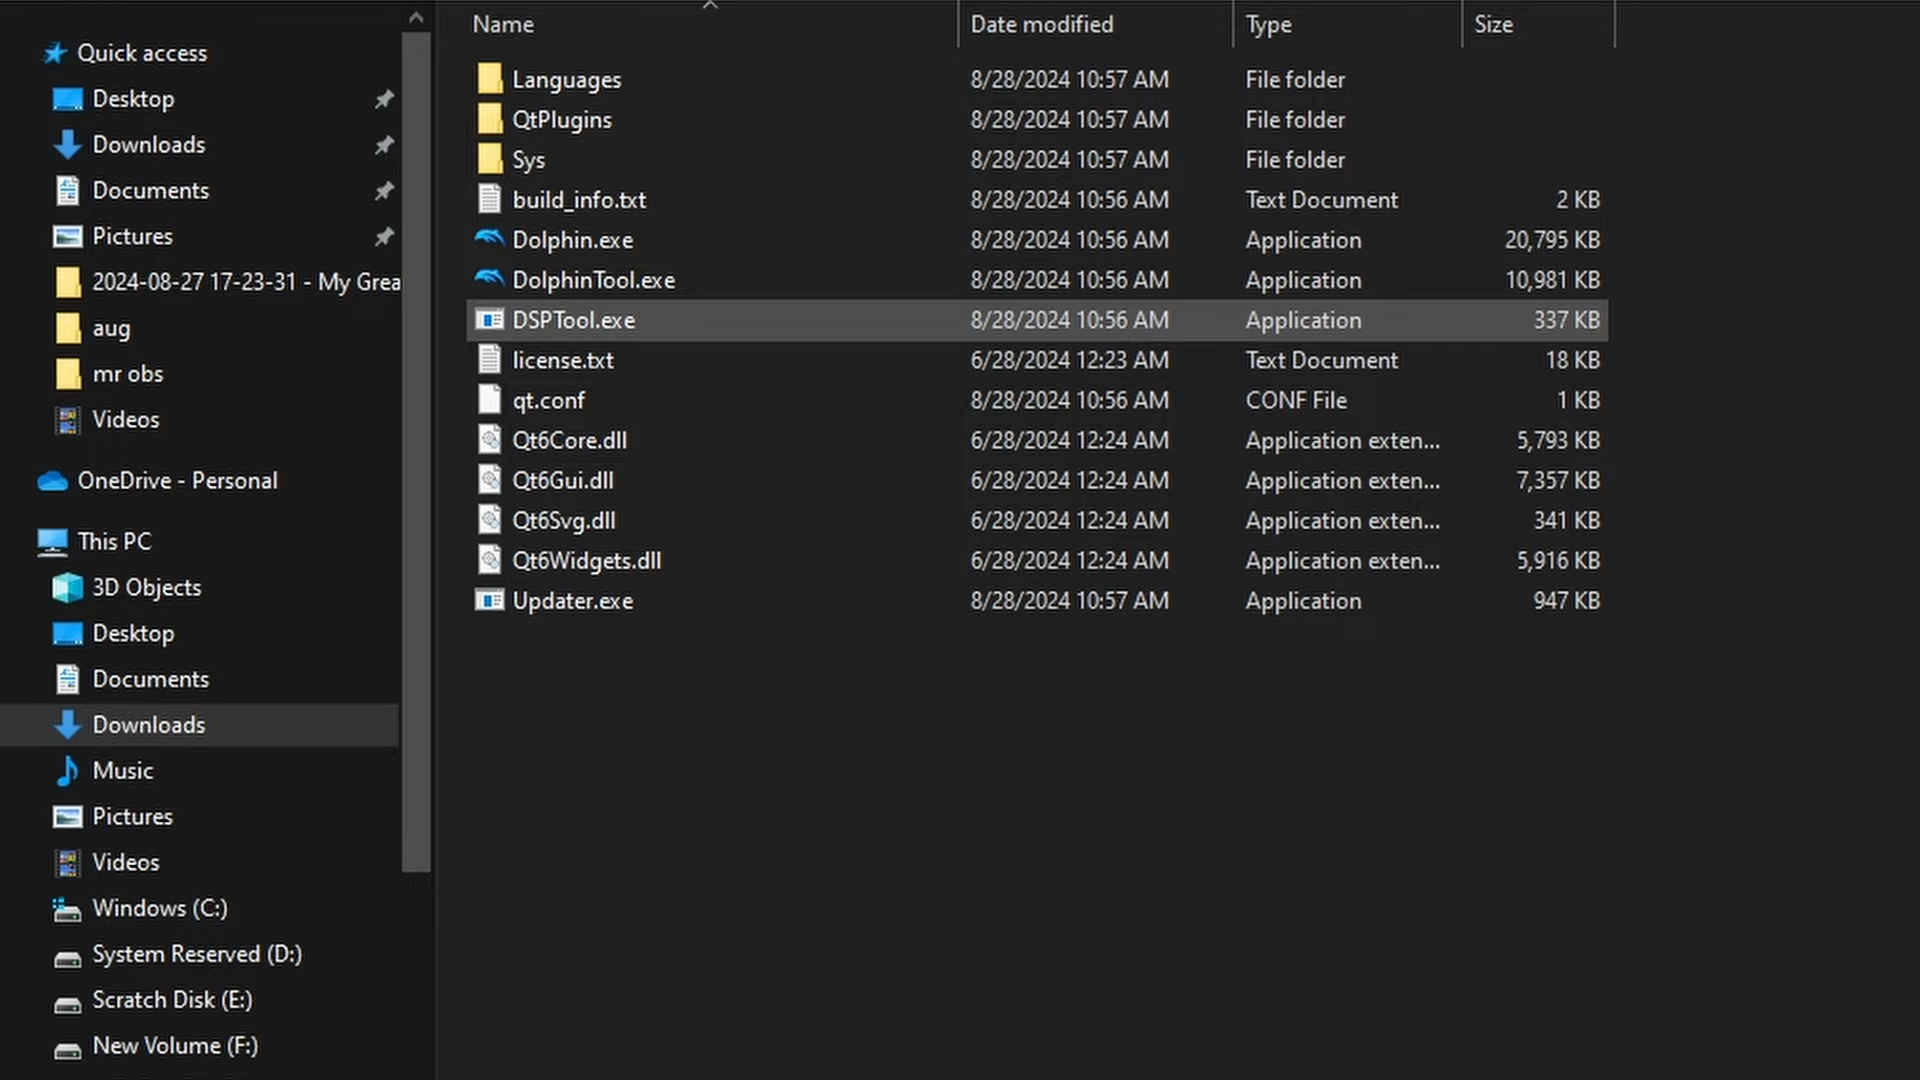 Quick access
Desktop
Downloads
Documents
Pictures
2024-08-27 17-23-31 - My Grea
aug
mr obs
Videos
OneDrive - Personal
This PC
3D Objects
Desktop
Documents
Downloads
Music
Pictures
Videos
Windows (C:)
System Reserved (D:)
Scratch Disk (E:)
New Volume (F:)
Name Date modified Type Size
Languages 8/28/2024 10:57 AM File folder
QtPlugins 8/28/2024 10:57 AM File folder
Sys 8/28/2024 10:57 AM File folder
build_info.txt 8/28/2024 10:56 AM Text Document 2 KB
Dolphin.exe 8/28/2024 10:56 AM Application 20,795 KB
DolphinTool.exe 8/28/2024 10:56 AM Application 10,981 KB
DSPTool.exe 8/28/2024 10:56 AM Application 337 KB
license.txt 6/28/2024 12:23 AM Text Document 18 KB
qt.conf 8/28/2024 10:56 AM CONF File 1 KB
Qt6Core.dll 6/28/2024 12:24 AM Application exten... 5,793 KB
Qt6Gui.dll 6/28/2024 12:24 AM Application exten... 7,357 KB
Qt6Svg.dll 6/28/2024 12:24 AM Application exten... 341 KB
Qt6Widgets.dll 6/28/2024 12:24 AM Application exten... 5,916 KB
Updater.exe 8/28/2024 10:57 AM Application 947 KB